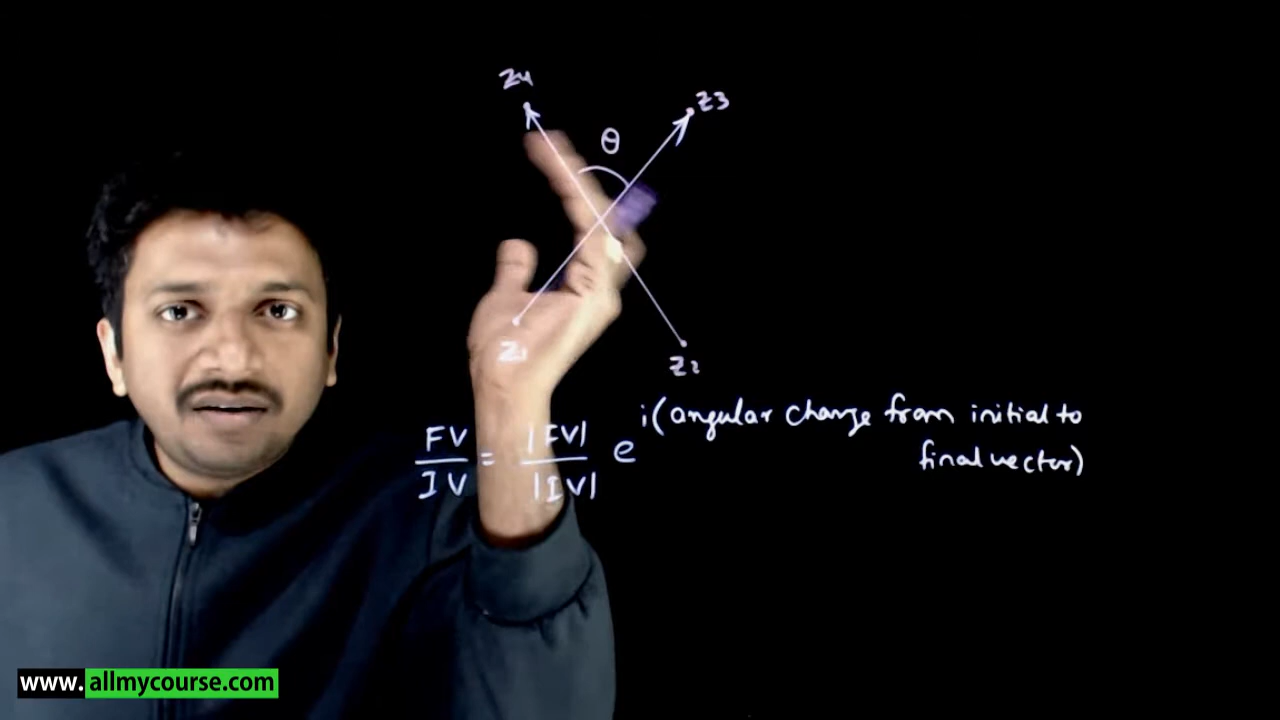 Z4
Z3
θ
Z1
Z2
FV/IV = |FV|/|IV| e^i(angular change from initial to
final vector)
www.allmycourse.com